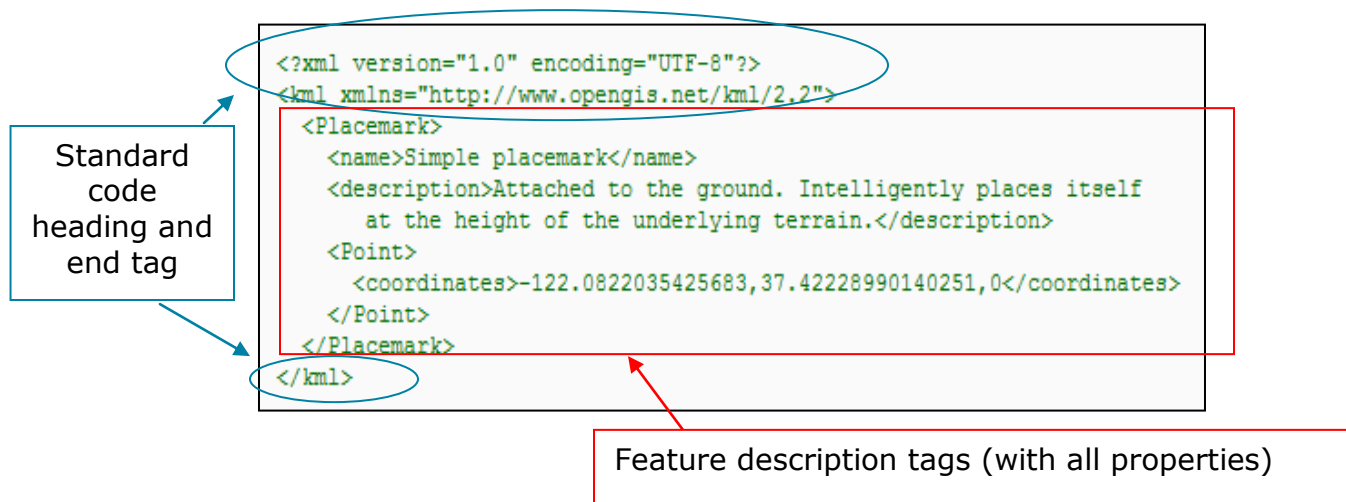 <?xml version="1.0" encoding="UTF-8"?>
<kml xmlns="http://www.opengis.net/kml/2.2">
<Placemark>
<name>Simple placemark</name>
<description>Attached to the ground. Intelligently places itself
at the height of the underlying terrain.</description>
<Point>
<coordinates>-122.0822035425683,37.42228990140251,0</coordinates>
</Point>
</Placemark>
</kml>
Standard
code
heading and
end tag
Feature description tags (with all properties)